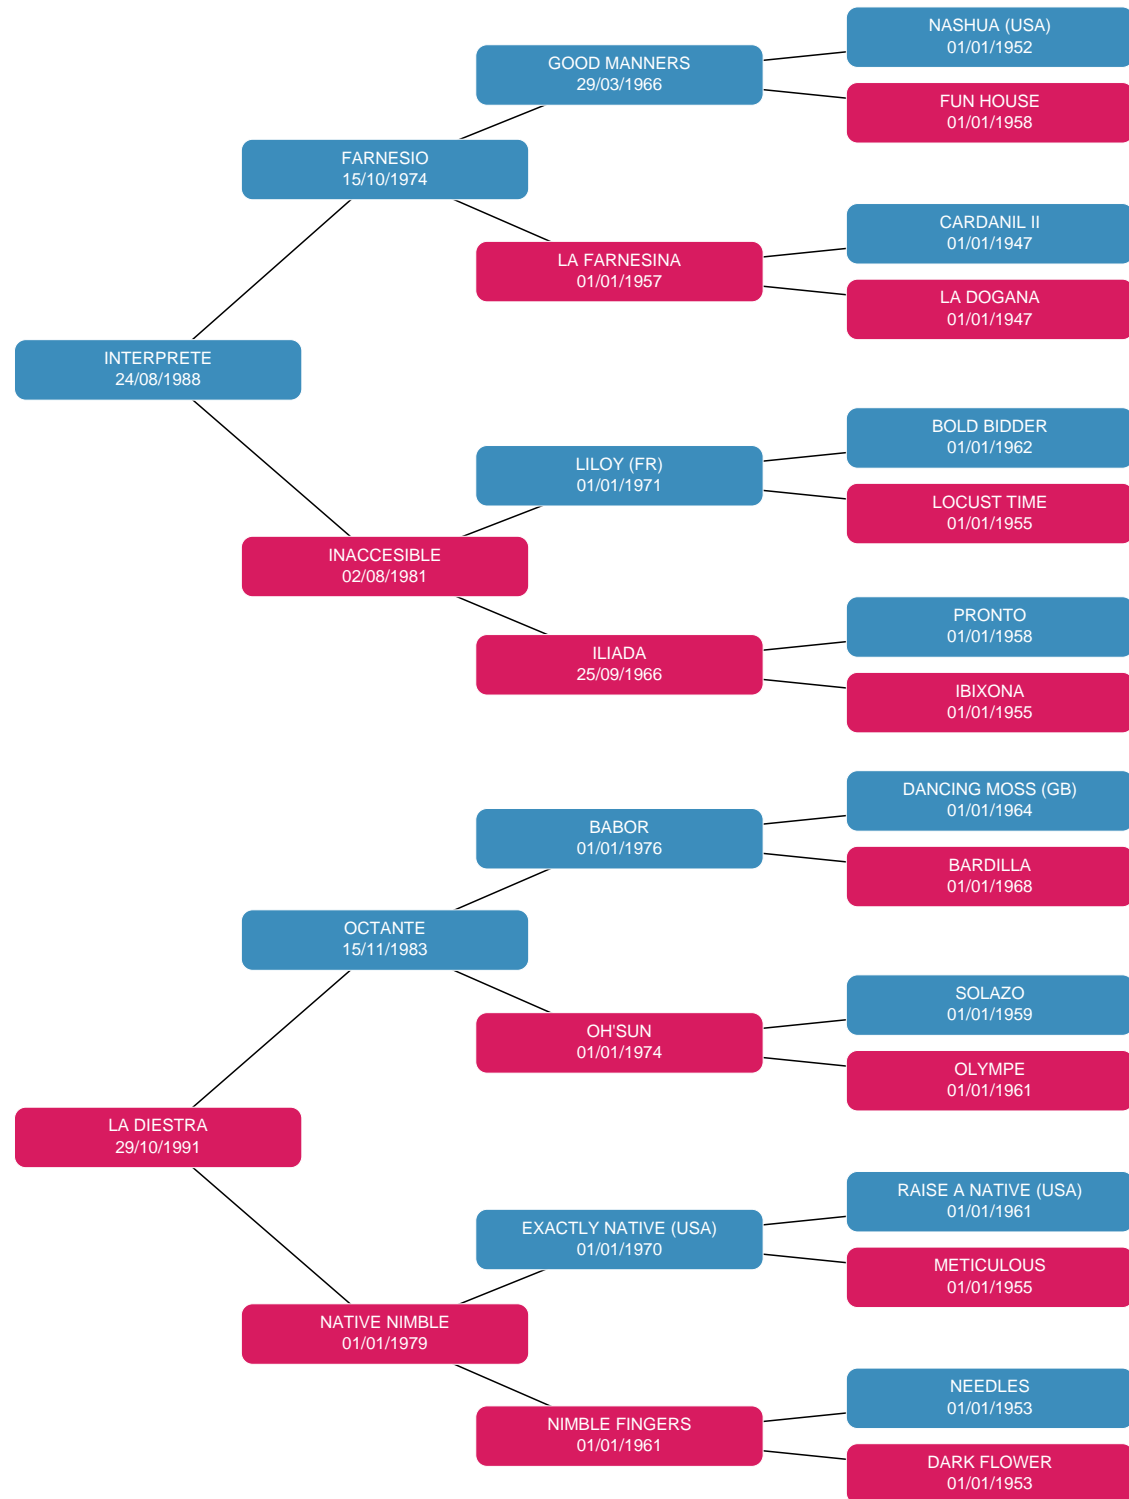 NASHUA (USA)
01/01/1952
GOOD MANNERS
29/03/1966
FUN HOUSE
01/01/1958
FARNESIO
15/10/1974
CARDANIL II
01/01/1947
LA FARNESINA
01/01/1957
LA DOGANA
01/01/1947
INTERPRETE
24/08/1988
BOLD BIDDER
01/01/1962
LILOY (FR)
01/01/1971
LOCUST TIME
01/01/1955
INACCESIBLE
02/08/1981
PRONTO
01/01/1958
ILIADA
25/09/1966
IBIXONA
01/01/1955
DANCING MOSS (GB)
01/01/1964
BABOR
01/01/1976
BARDILLA
01/01/1968
OCTANTE
15/11/1983
SOLAZO
01/01/1959
OH'SUN
01/01/1974
OLYMPE
01/01/1961
LA DIESTRA
29/10/1991
RAISE A NATIVE (USA)
01/01/1961
EXACTLY NATIVE (USA)
01/01/1970
METICULOUS
01/01/1955
NATIVE NIMBLE
01/01/1979
NEEDLES
01/01/1953
NIMBLE FINGERS
01/01/1961
DARK FLOWER
01/01/1953